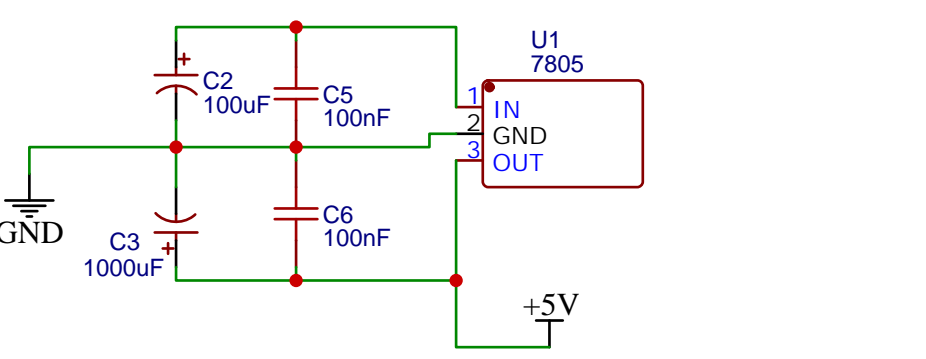 U1
7805
+
C2
100uF
C5
100nF
1
IN
2
GND
3
OUT
GND
C3
+
1000uF
C6
100nF
+5V